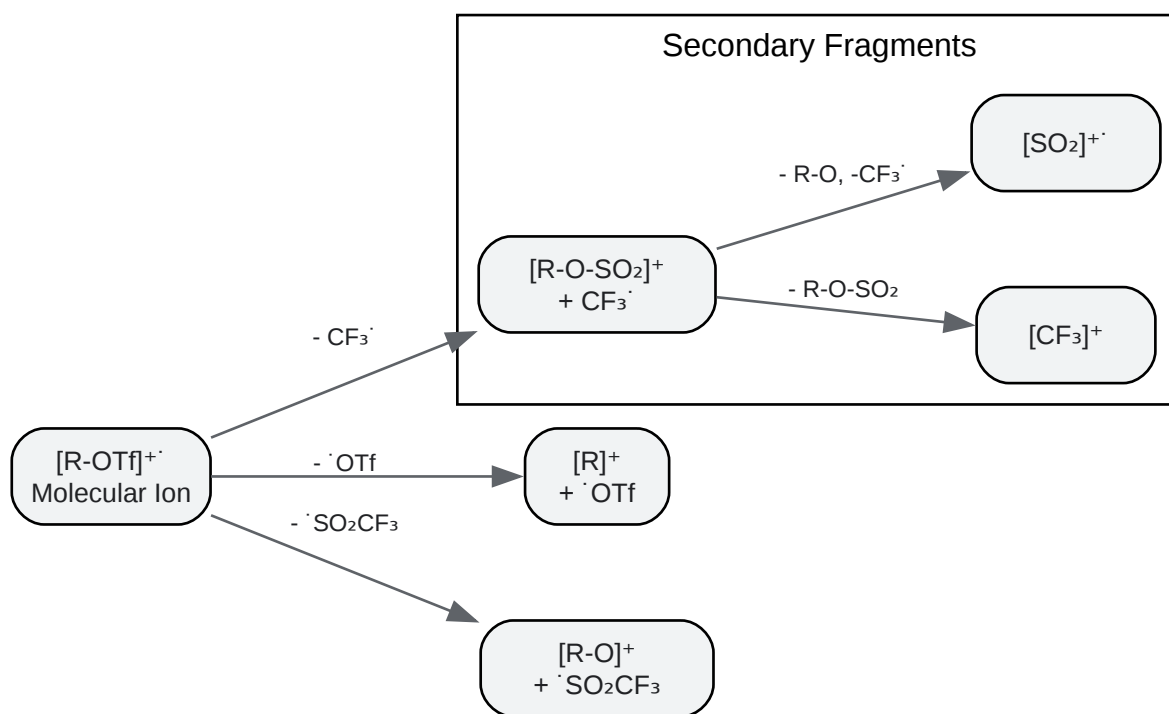 Secondary Fragments
[SO₂]⁺˙
- R-O, -CF₃˙
[R-O-SO₂]⁺
+ CF₃˙
- R-O-SO₂
[CF₃]⁺
- CF₃˙
[R-OTf]⁺˙
Molecular Ion
- ˙OTf
[R]⁺
+ ˙OTf
- ˙SO₂CF₃
[R-O]⁺
+ ˙SO₂CF₃